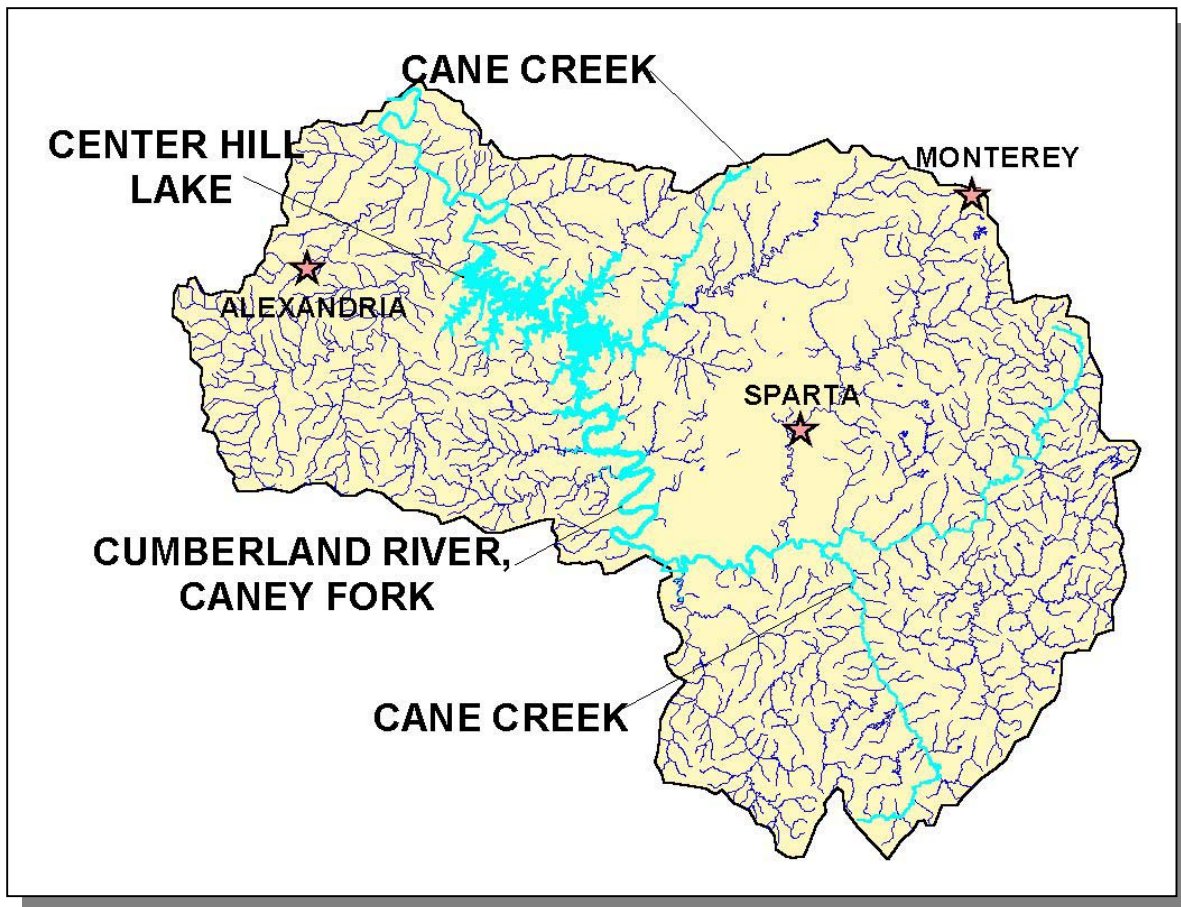 CANE CREEK
CENTER HILL
LAKE
MONTEREY
ALEXANDRIA
SPARTA
CUMBERLAND RIVER,
CANEY FORK
CANE CREEK